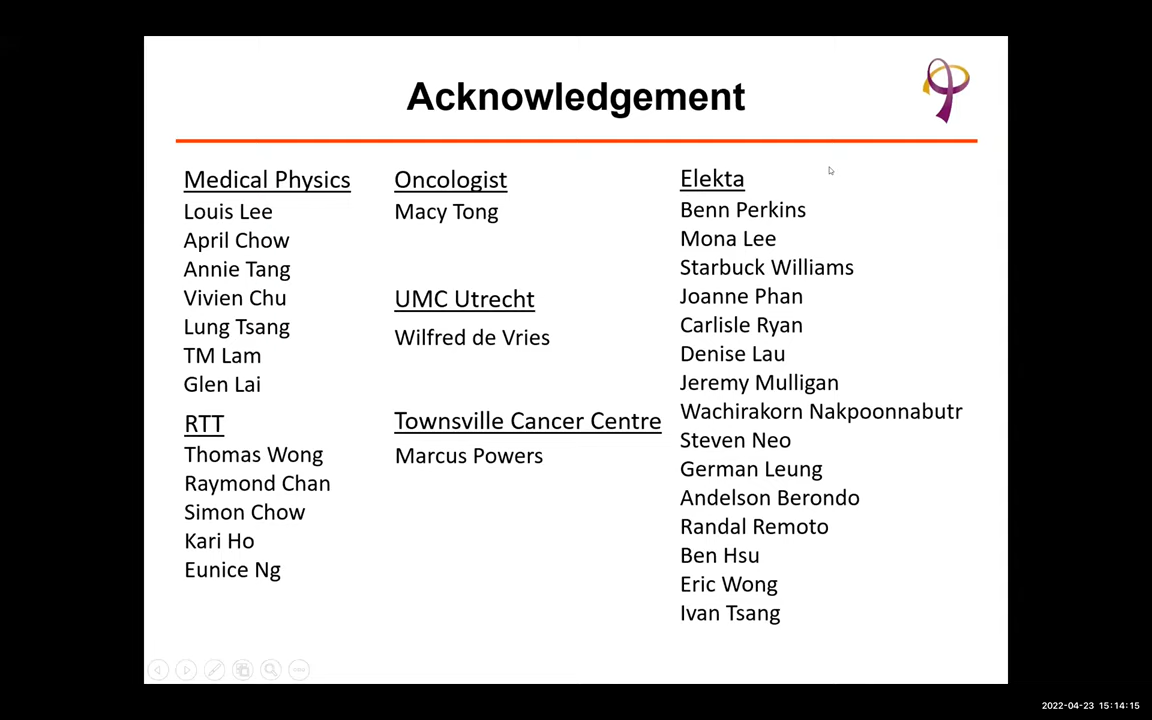 Acknowledgement
Medical Physics
Louis Lee
April Chow
Annie Tang
Vivien Chu
Lung Tsang
TM Lam
Glen Lai
RTT
Thomas Wong
Raymond Chan
Simon Chow
Kari Ho
Eunice Ng
Oncologist
Macy Tong
UMC Utrecht
Wilfred de Vries
Townsville Cancer Centre
Marcus Powers
Elekta
Benn Perkins
Mona Lee
Starbuck Williams
Joanne Phan
Carlisle Ryan
Denise Lau
Jeremy Mulligan
Wachirakorn Nakpoonnabutr
Steven Neo
German Leung
Andelson Berondo
Randal Remoto
Ben Hsu
Eric Wong
Ivan Tsang
2022-04-23 15:14:15